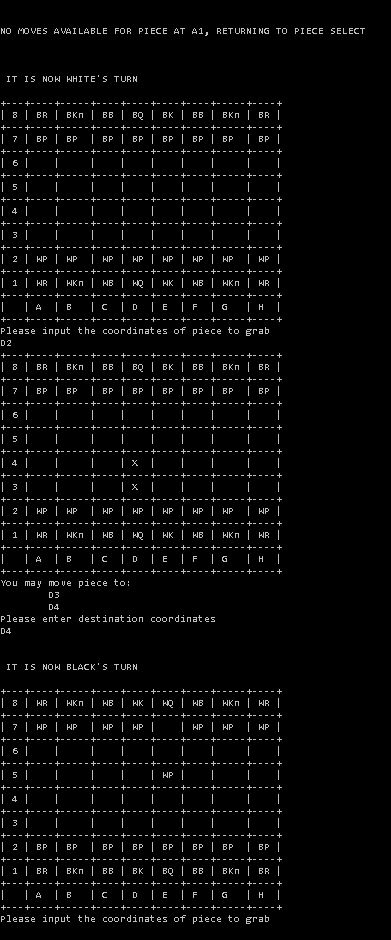 NO MOVES AVAILABLE FOR PIECE AT A1, RETURNING TO PIECE SELECT
IT IS NOW WHITE'S TURN
+---+----+-----+----+----+----+----+-----+----+
| 8 | BR | BKn | BB | BQ | BK | BB | BKn | BR |
+---+----+-----+----+----+----+----+-----+----+
| 7 | BP | BP | BP | BP | BP | BP | BP | BP |
+---+----+-----+----+----+----+----+-----+----+
| 6 | | | | | | | | |
+---+----+-----+----+----+----+----+-----+----+
| 5 | | | | | | | | |
+---+----+-----+----+----+----+----+-----+----+
| 4 | | | | | | | | |
+---+----+-----+----+----+----+----+-----+----+
| 3 | | | | | | | | |
+---+----+-----+----+----+----+----+-----+----+
| 2 | WP | WP | WP | WP | WP | WP | WP | WP |
+---+----+-----+----+----+----+----+-----+----+
| 1 | WR | WKn | WB | WQ | WK | WB | WKn | WR |
+---+----+-----+----+----+----+----+-----+----+
| | A | B | C | D | E | F | G | H |
+---+----+-----+----+----+----+----+-----+----+
Please input the coordinates of piece to grab
D2
+---+----+-----+----+----+----+----+-----+----+
| 8 | BR | BKn | BB | BQ | BK | BB | BKn | BR |
+---+----+-----+----+----+----+----+-----+----+
| 7 | BP | BP | BP | BP | BP | BP | BP | BP |
+---+----+-----+----+----+----+----+-----+----+
| 6 | | | | | | | | |
+---+----+-----+----+----+----+----+-----+----+
| 5 | | | | | | | | |
+---+----+-----+----+----+----+----+-----+----+
| 4 | | | | X | | | | |
+---+----+-----+----+----+----+----+-----+----+
| 3 | | | | X | | | | |
+---+----+-----+----+----+----+----+-----+----+
| 2 | WP | WP | WP | WP | WP | WP | WP | WP |
+---+----+-----+----+----+----+----+-----+----+
| 1 | WR | WKn | WB | WQ | WK | WB | WKn | WR |
+---+----+-----+----+----+----+----+-----+----+
| | A | B | C | D | E | F | G | H |
+---+----+-----+----+----+----+----+-----+----+
You may move piece to:
D3
D4
Please enter destination coordinates
D4
IT IS NOW BLACK'S TURN
+---+----+-----+----+----+----+----+-----+----+
| 8 | WR | WKn | WB | WK | WQ | WB | WKn | WR |
+---+----+-----+----+----+----+----+-----+----+
| 7 | WP | WP | WP | WP | | WP | WP | WP |
+---+----+-----+----+----+----+----+-----+----+
| 6 | | | | | | | | |
+---+----+-----+----+----+----+----+-----+----+
| 5 | | | | | WP | | | |
+---+----+-----+----+----+----+----+-----+----+
| 4 | | | | | | | | |
+---+----+-----+----+----+----+----+-----+----+
| 3 | | | | | | | | |
+---+----+-----+----+----+----+----+-----+----+
| 2 | BP | BP | BP | BP | BP | BP | BP | BP |
+---+----+-----+----+----+----+----+-----+----+
| 1 | BR | BKn | BB | BK | BQ | BB | BKn | BR |
+---+----+-----+----+----+----+----+-----+----+
| | A | B | C | D | E | F | G | H |
+---+----+-----+----+----+----+----+-----+----+
Please input the coordinates of piece to grab